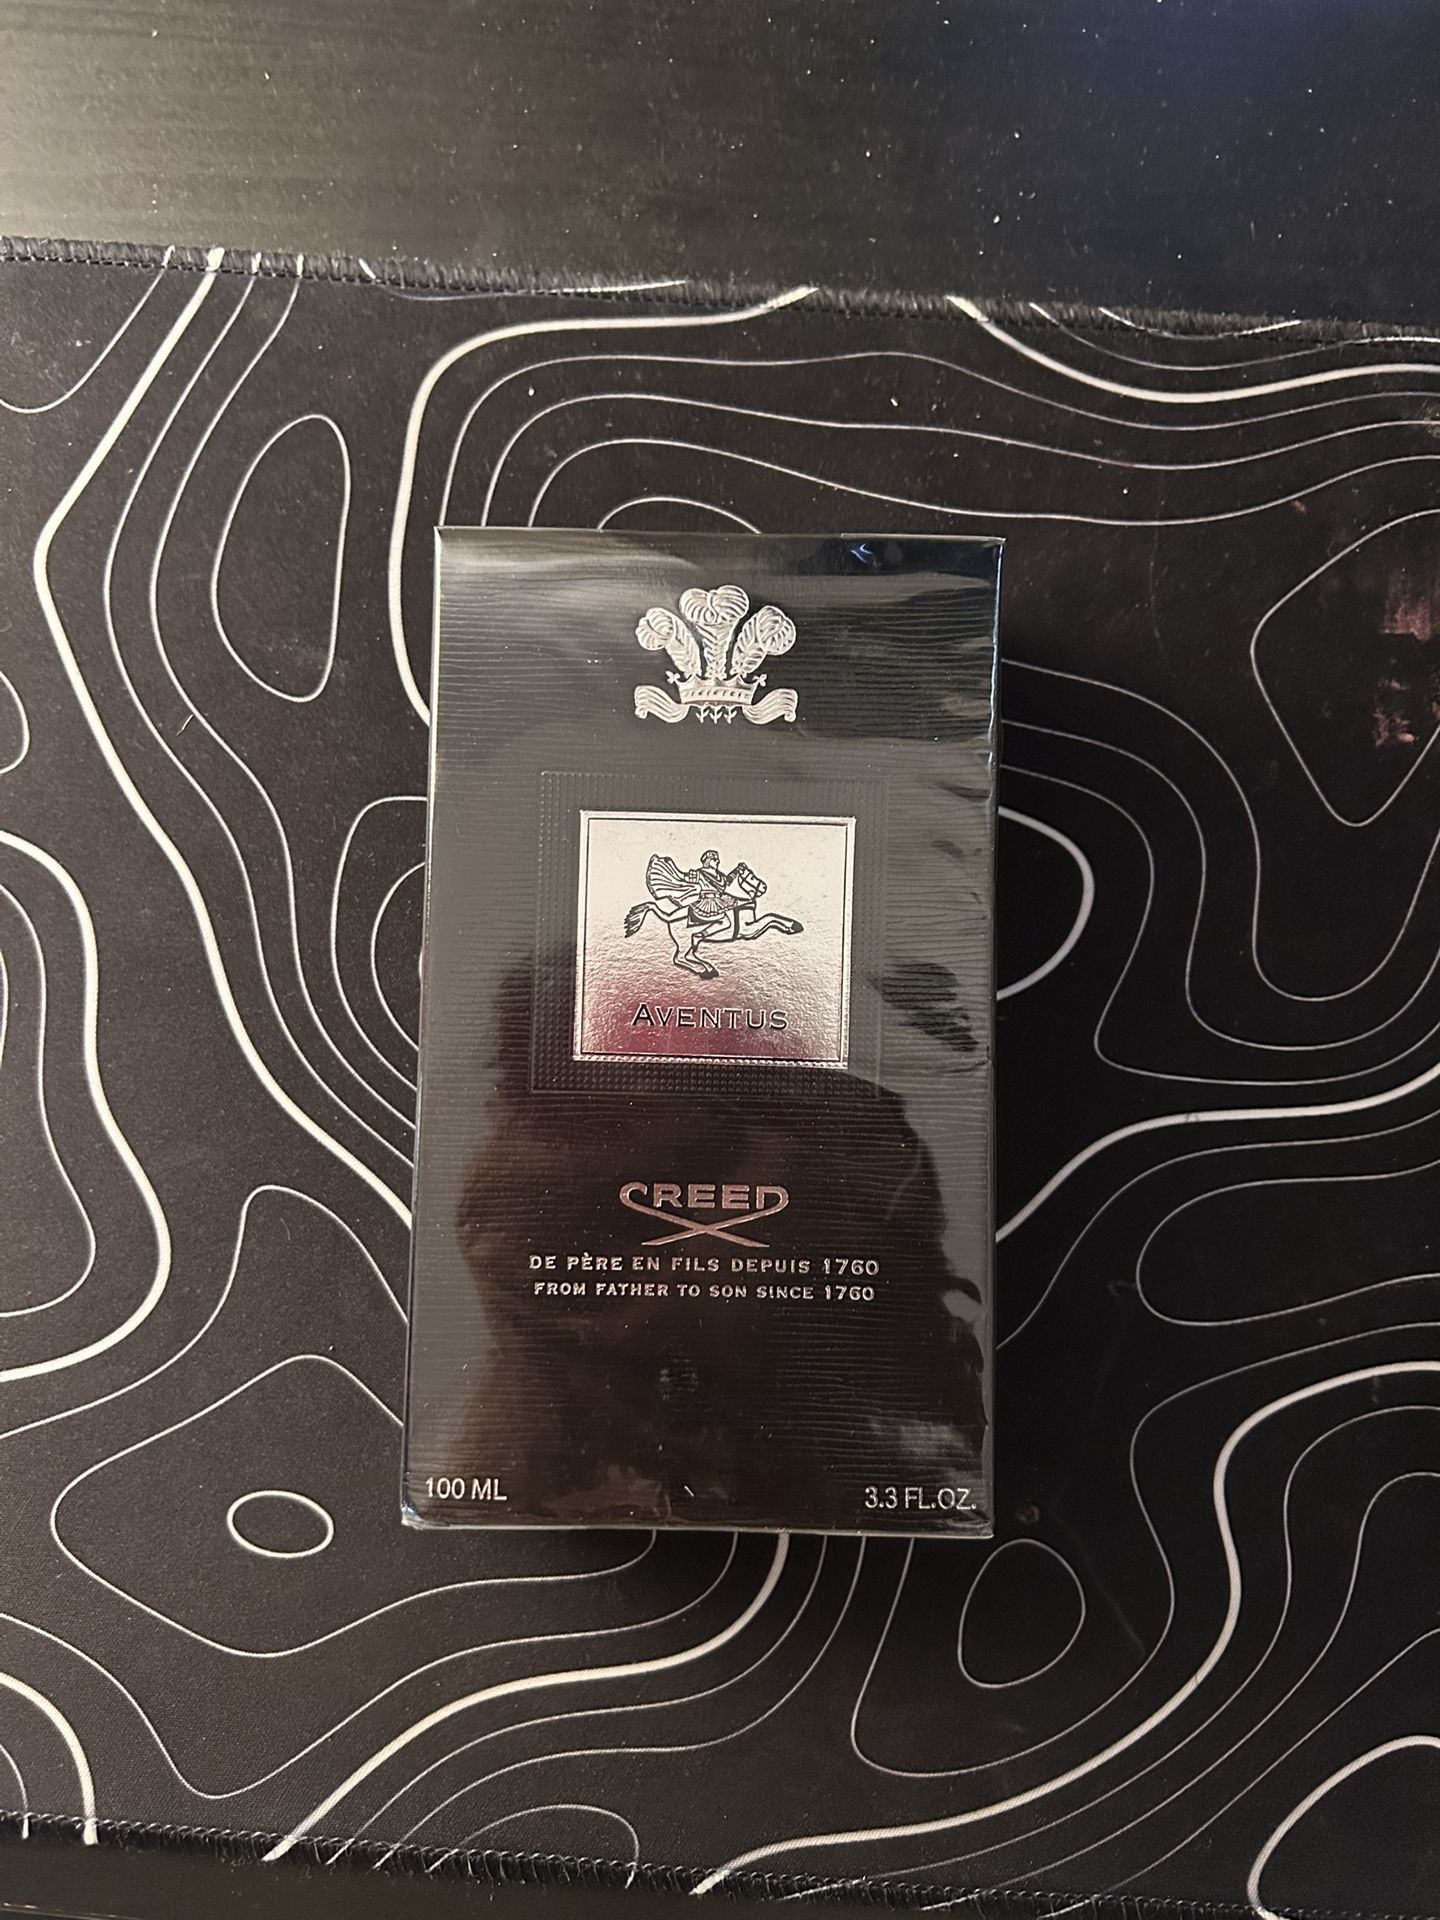 AVENTUS
CREED
DE PÈRE EN FILS DEPUIS 1760
FROM FATHER TO SON SINCE 1760
100 ML
3.3 FL.OZ.